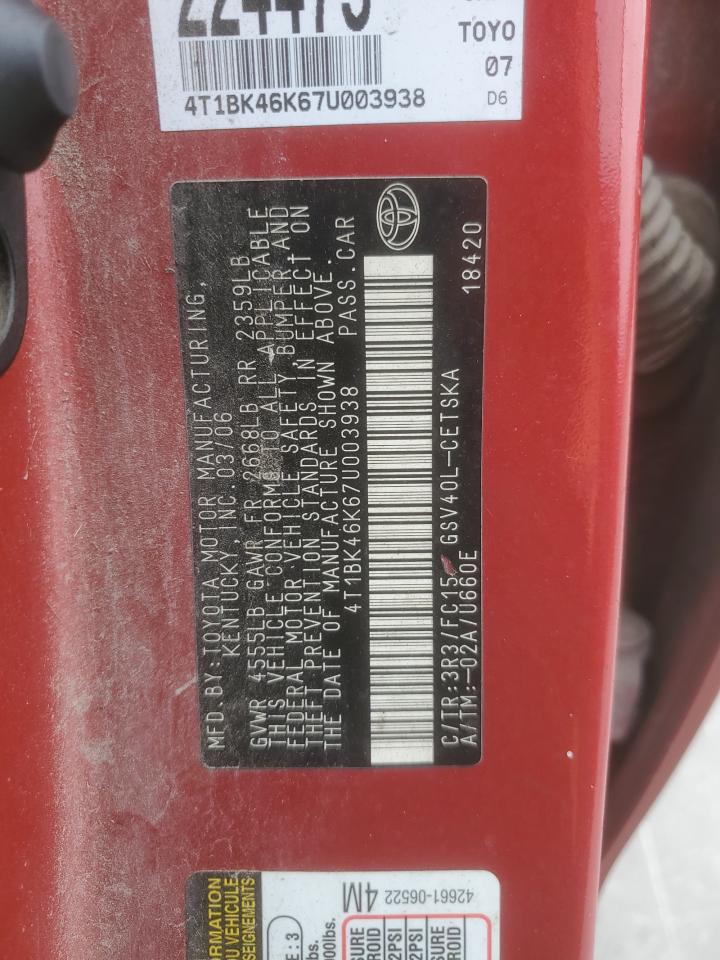 TOYO
07
4T1BK46K67U003938
D6
MFD.BY:TOYOTA MOTOR MANUFACTURING,
KENTUCKY, INC 03/06
GVWR 4555LB GAWR FR 2668LB RR 2359LB
THIS VEHICLE CONFORMS TO ALL APPLICABLE
FEDERAL MOTOR VEHICLE SAFETY, BUMPER, AND
THEFT PREVENTION STANDARDS IN EFFECT ON
THE DATE OF MANUFACTURE SHOWN ABOVE.
4T1BK46K67U003938 PASS.CAR
C/TR:3R3/FC15 GSV40L-CETSKA
A/TM:-02A/U660E 18420
42661-06522
4M